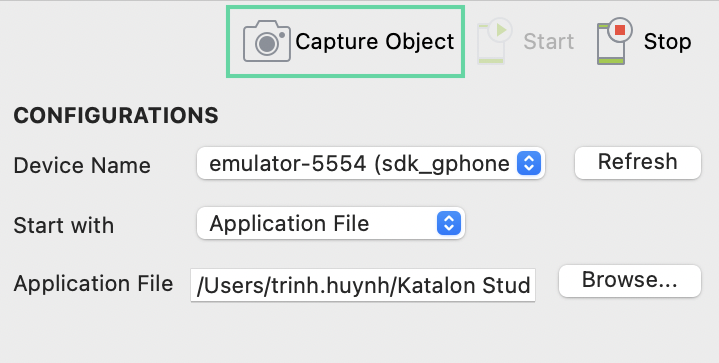 Capture Object Start Stop
CONFIGURATIONS
Device Name emulator-5554 (sdk_gphone Refresh
Start with Application File
Application File /Users/trinh.huynh/Katalon Stud Browse...